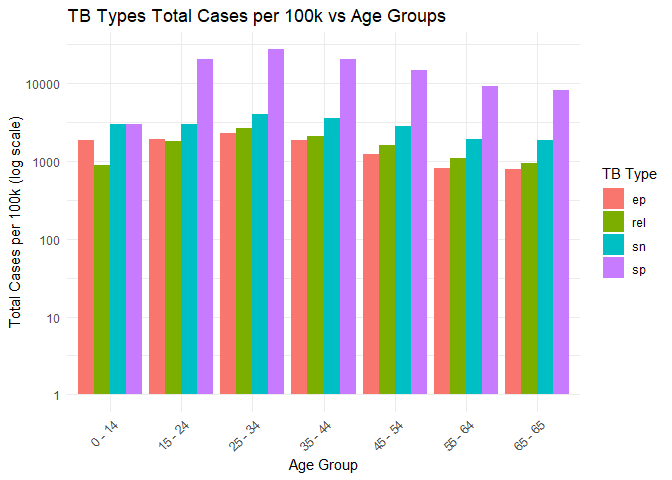 TB Types Total Cases per 100k vs Age Groups
Total Cases per 100k (log scale)
10000
1000
100
10
1
0 - 14
15 - 24
25 - 34
35 - 44
45 - 54
55 - 64
65 - 65
Age Group
TB Type
ep
rel
sn
sp